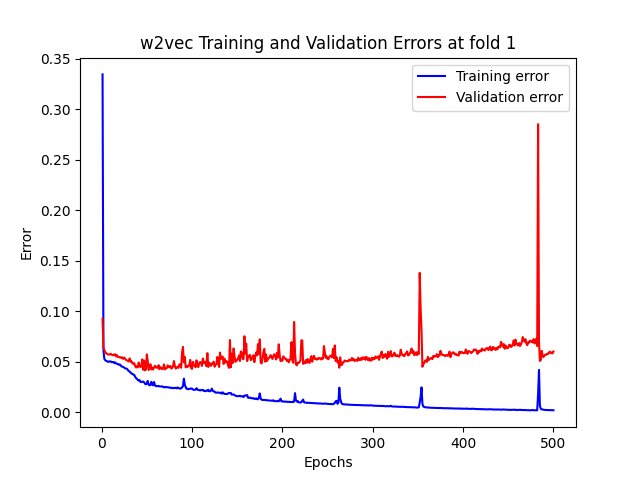 w2vec Training and Validation Errors at fold 1
Training error
Validation error
Error
0.35
0.30
0.25
0.20
0.15
0.10
0.05
0.00
0
100
200
300
400
500
Epochs